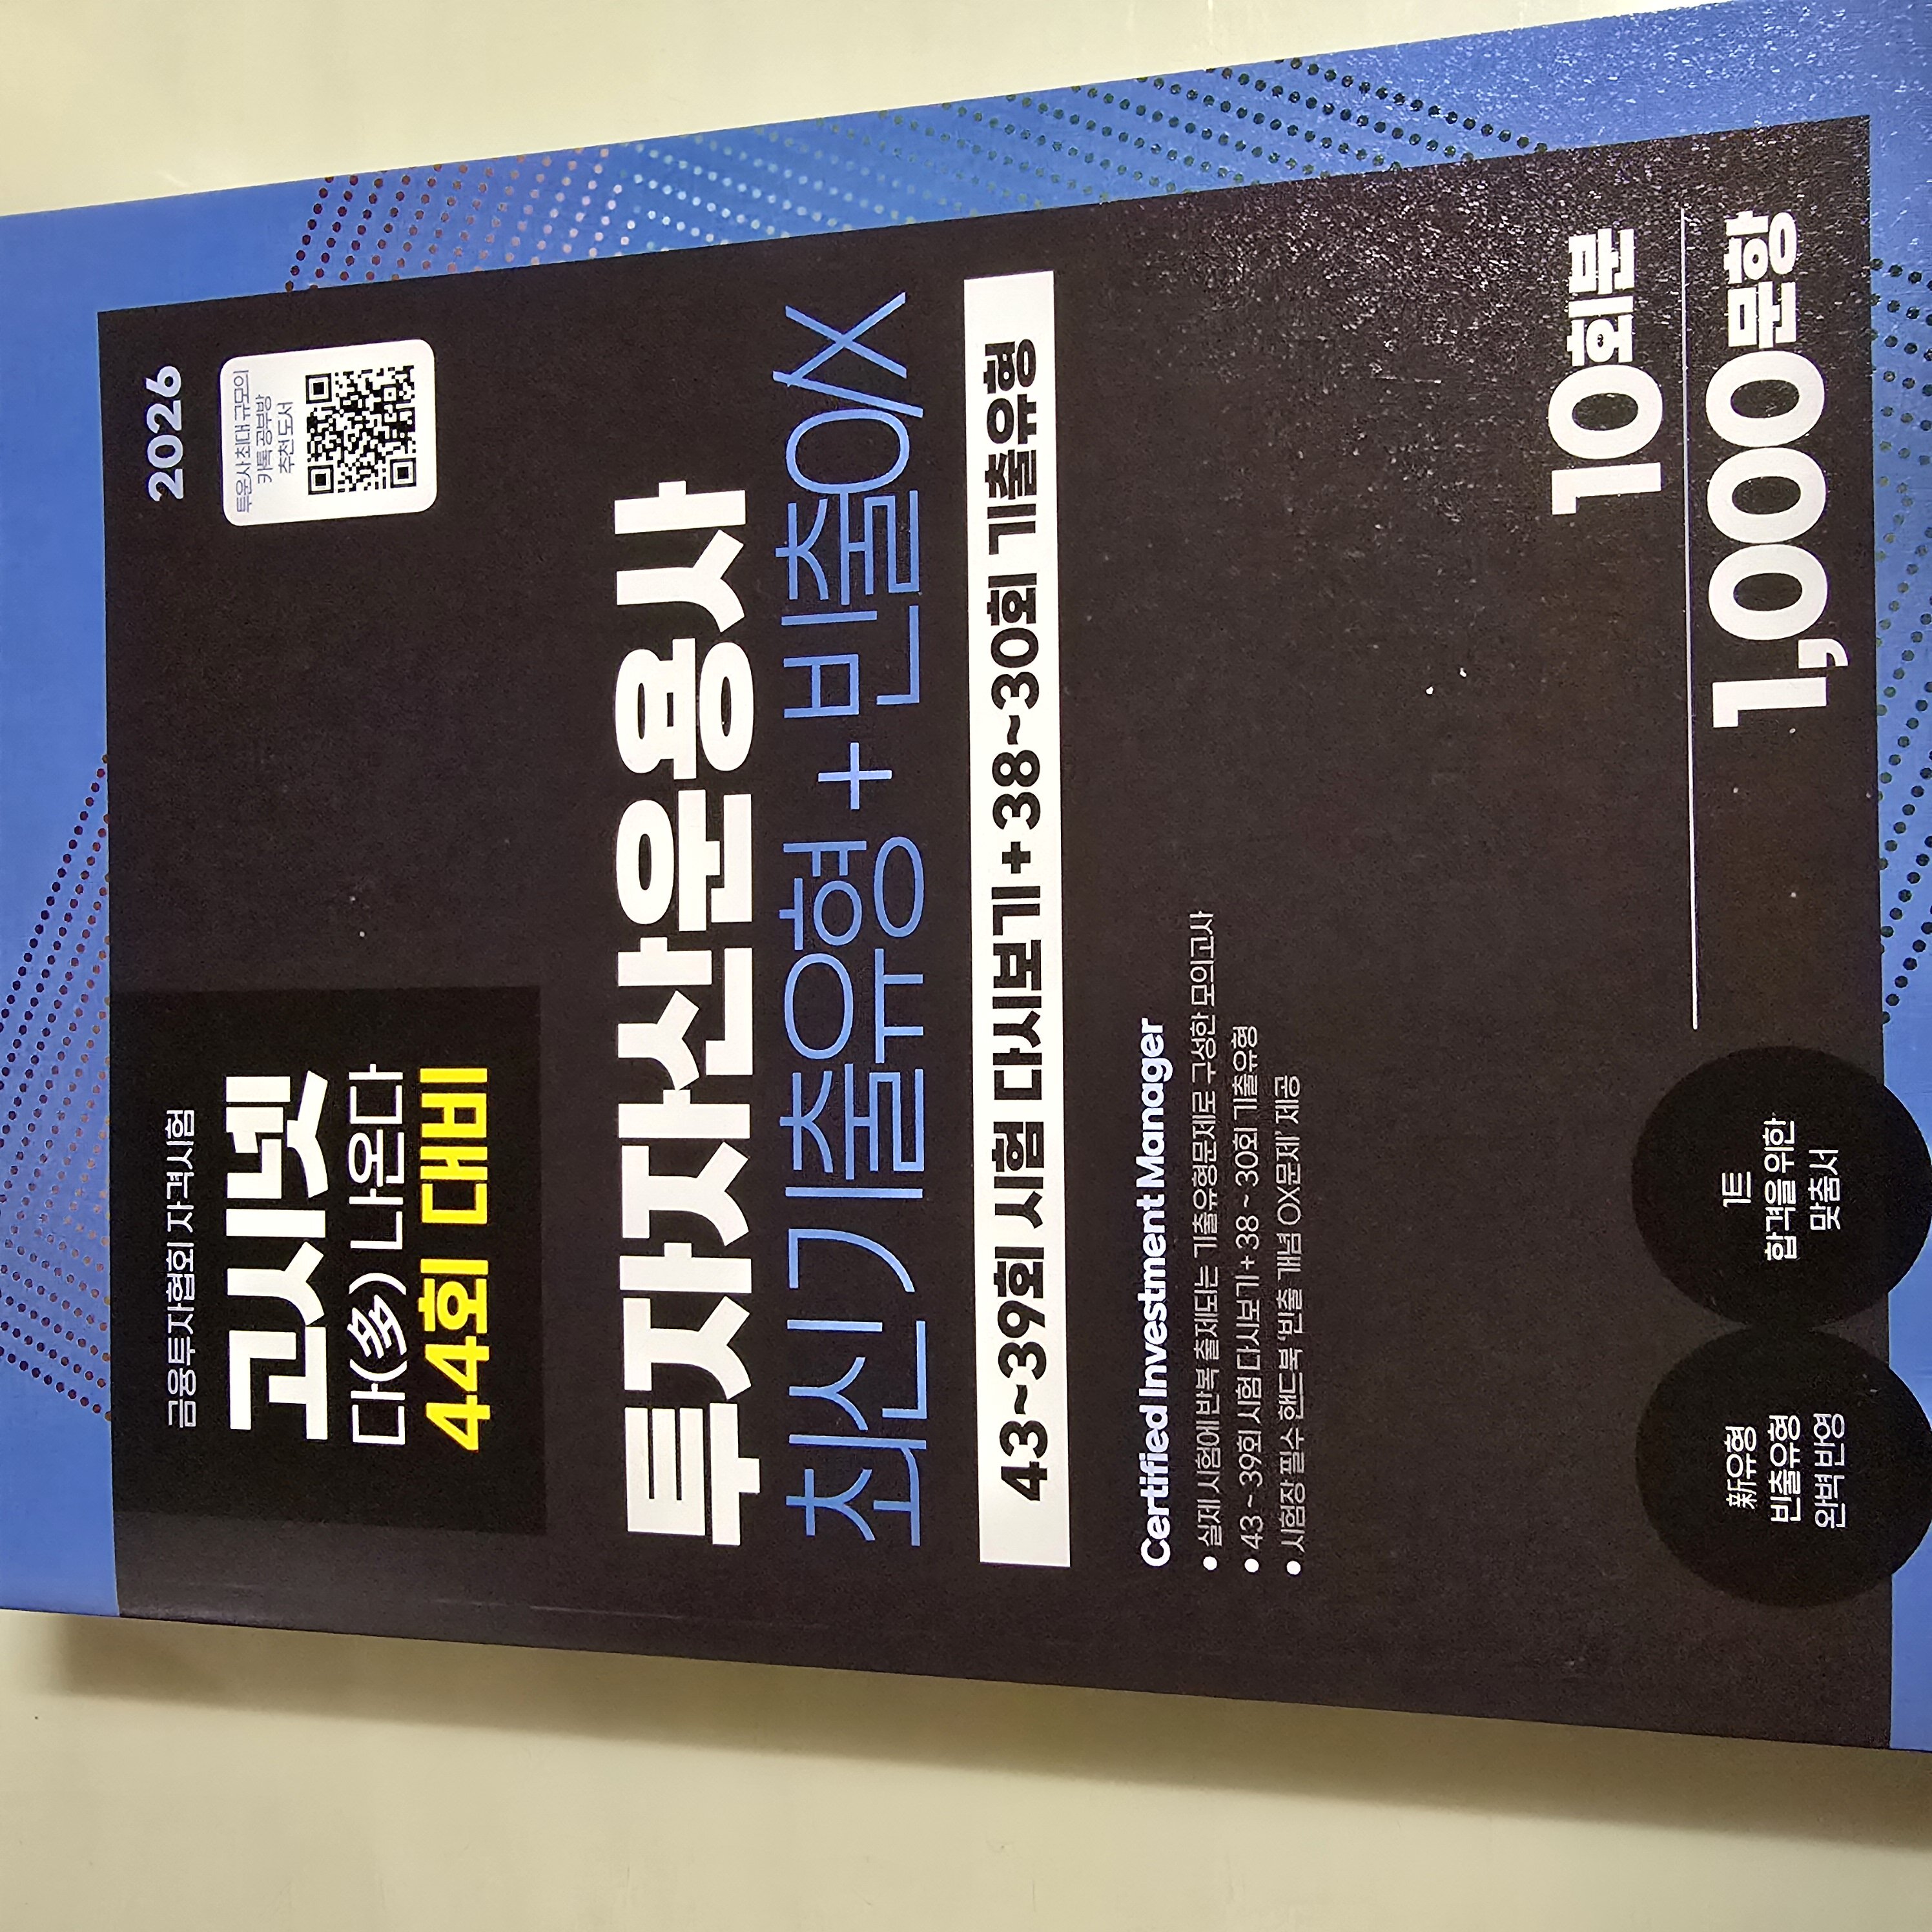 2026
투운사 최대 규모의
카톡 공부방
추천 도서
금융투자협회 자격시험
고시넷
다(多) 나온다
44회 대비
투자자산운용사
최신기출유형 + 빈출O/X
43~39회 시험 다시보기+38~30회 기출유형
Certified Investment Manager
• 실제 시험에 반복 출제되는 기출유형문제로 구성한 모의고사
• 43 ~ 39회 시험 다시보기 + 38 ~ 30회 기출유형
• 시험장 필수 핸드북 '빈출 개념 OX문제' 제공
10회분
1,000문항
新유형
빈출유형
완벽 반영
1트
합격을 위한
맞춤서